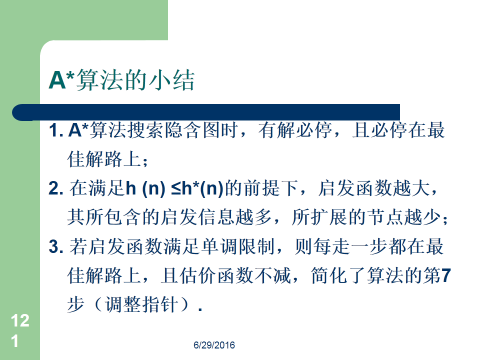 A*算法的小结
1. A*算法搜索隐含图时，有解必停，且必停在最
佳解路上；
2. 在满足h (n) ≤h*(n)的前提下，启发函数越大，
其所包含的启发信息越多，所扩展的节点越少；
3. 若启发函数满足单调限制，则每走一步都在最
佳解路上，且估价函数不减，简化了算法的第7
步（调整指针）.
12
1
6/29/2016